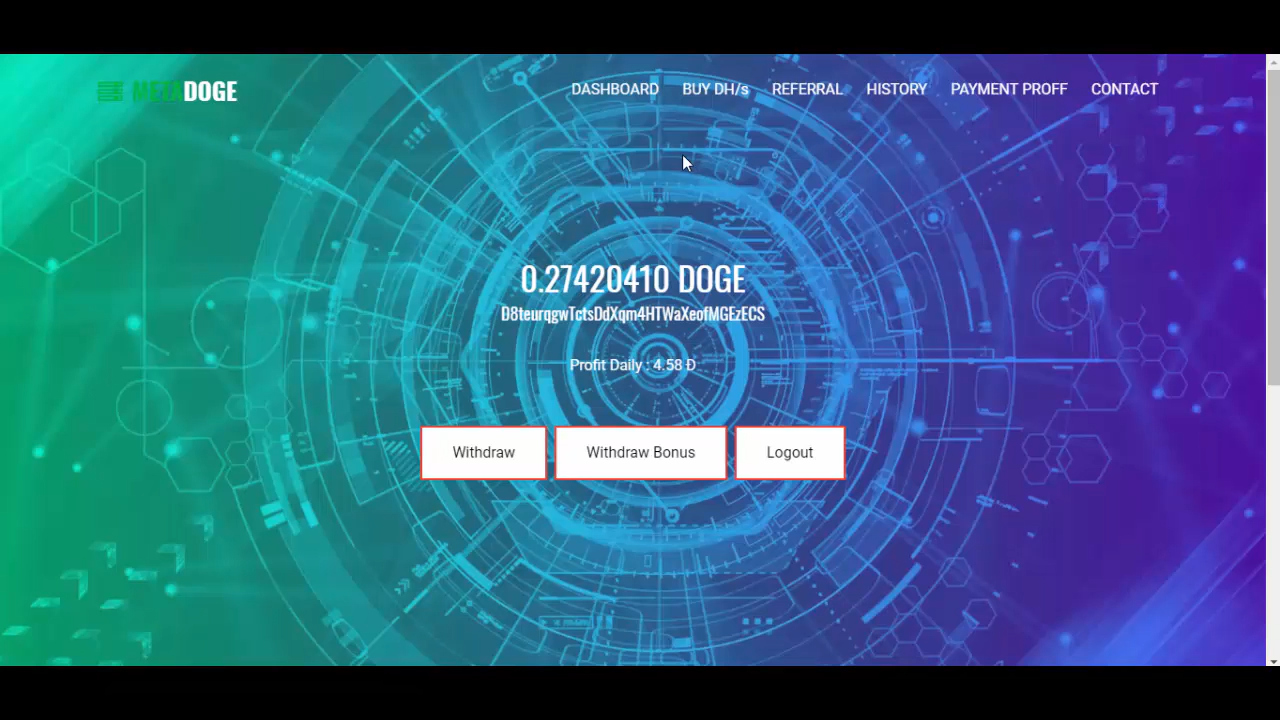 METADOGE
DASHBOARD BUY DH/s REFERRAL HISTORY PAYMENT PROFF CONTACT
0.27420410 DOGE
D8teurqgwTctsDdXqm4HTWaXeofMGEzECS
Profit Daily : 4.58 Đ
Withdraw Withdraw Bonus Logout